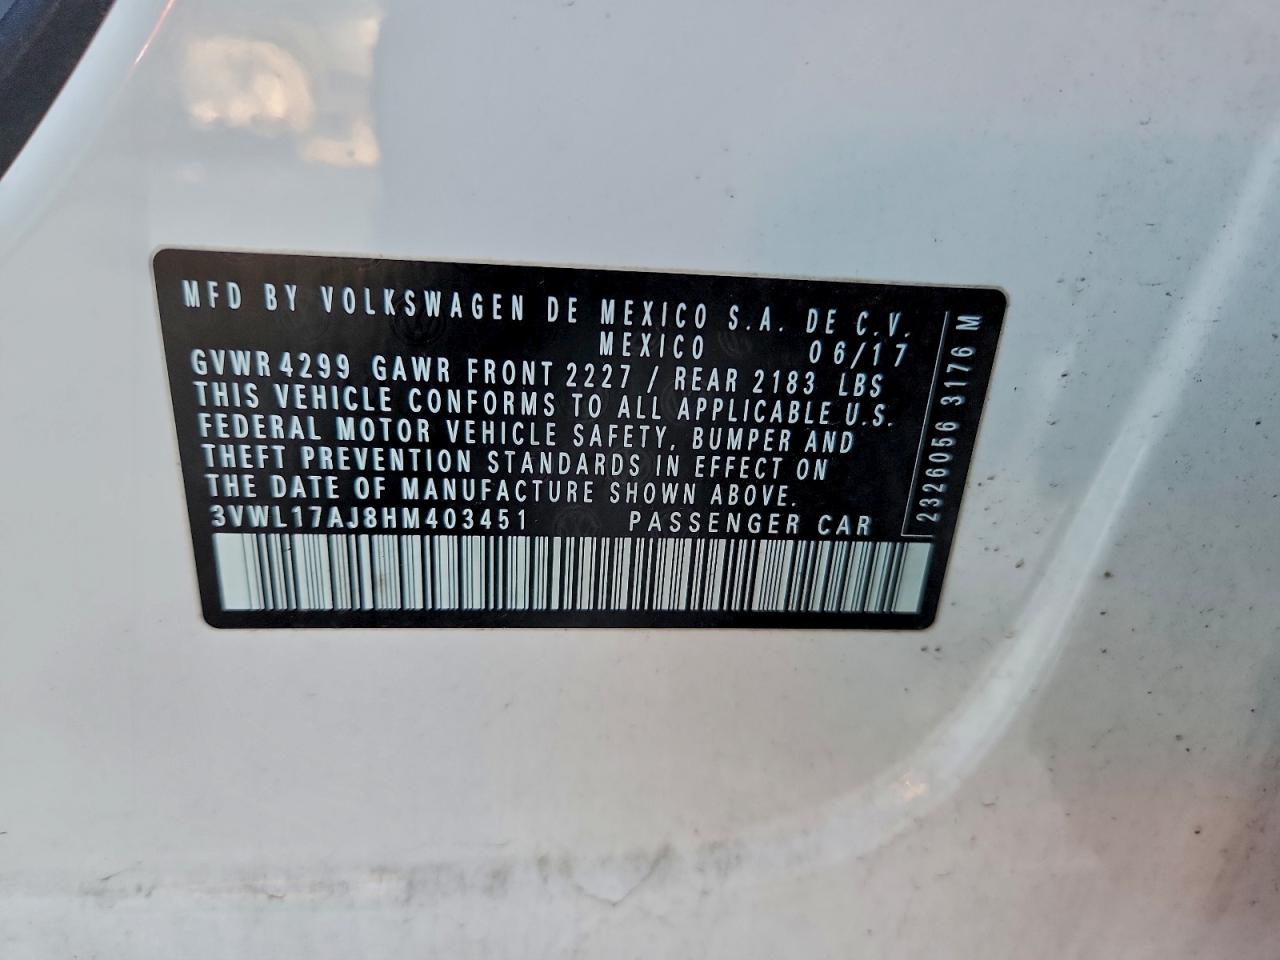 MFD BY VOLKSWAGEN DE MEXICO S.A. DE C.V.
MEXICO 06/17
GVWR 4299 GAWR FRONT 2227 / REAR 2183 LBS
THIS VEHICLE CONFORMS TO ALL APPLICABLE U.S.
FEDERAL MOTOR VEHICLE SAFETY, BUMPER AND
THEFT PREVENTION STANDARDS IN EFFECT ON
THE DATE OF MANUFACTURE SHOWN ABOVE.
3VWL17AJ8HM403451 PASSENGER CAR
2326056 3176 M